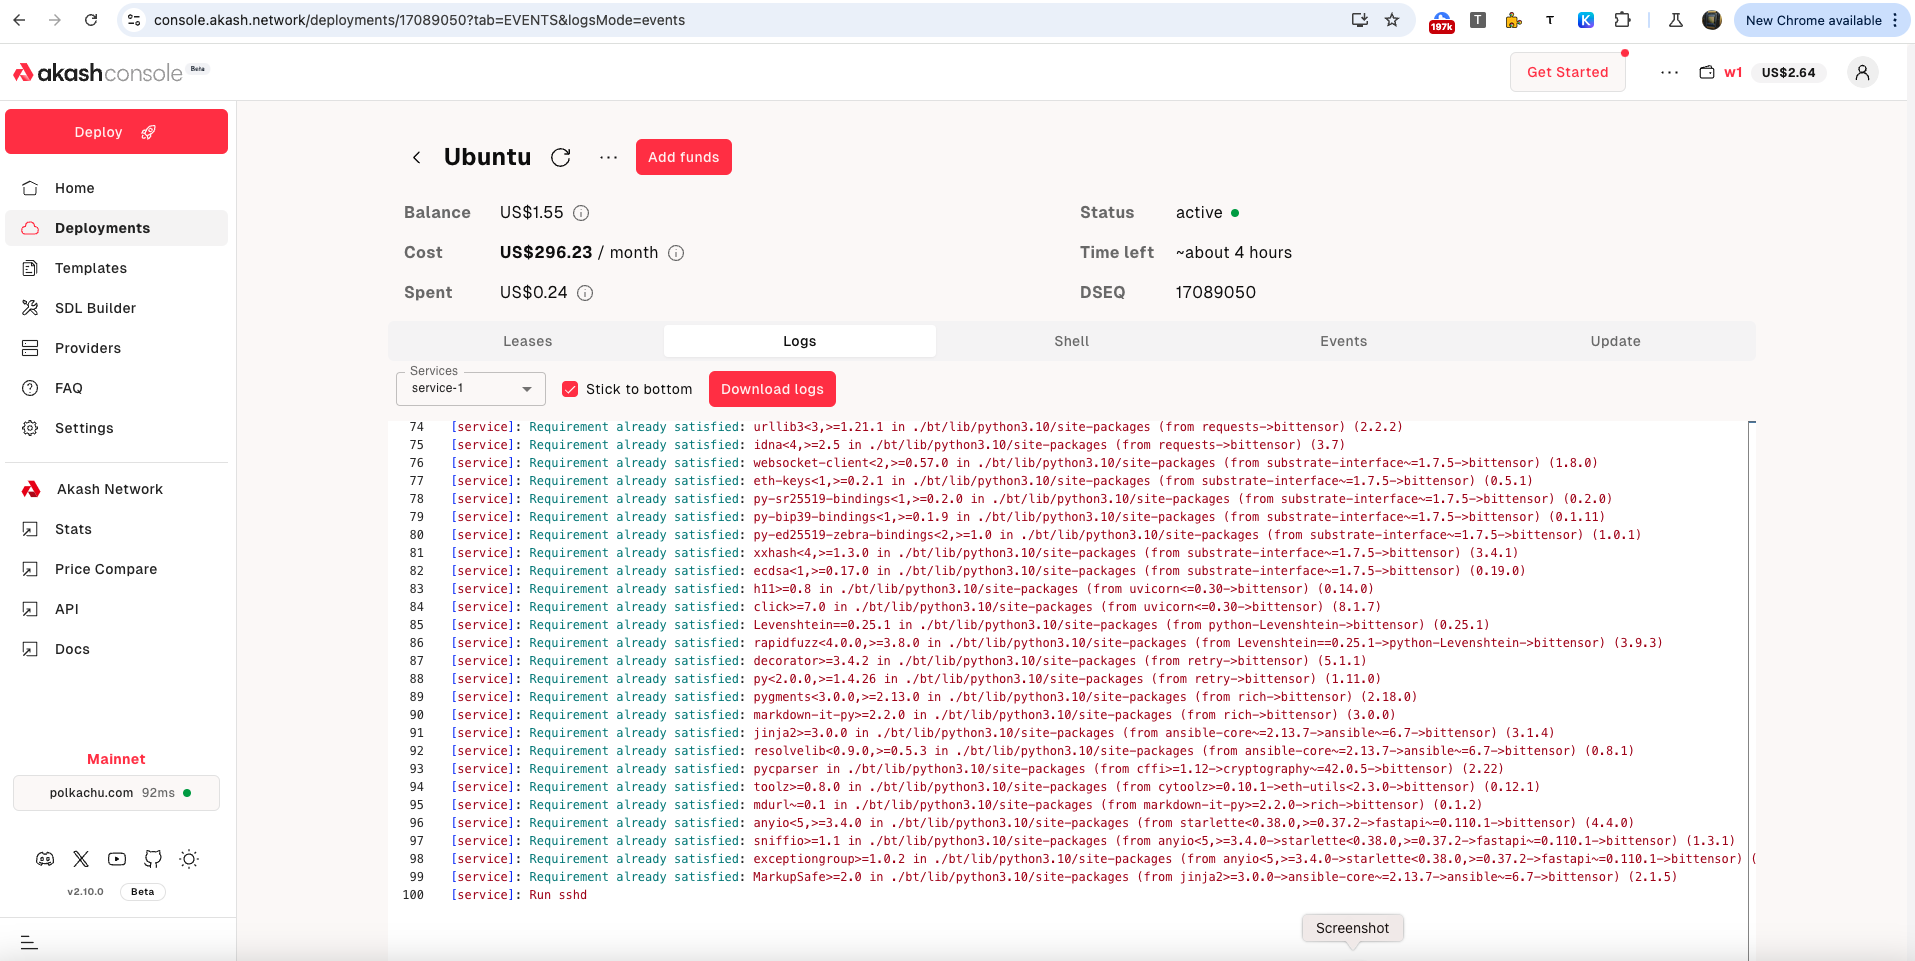 console.akash.network/deployments/17089050?tab=EVENTS&logsMode=events
197k
T
T
K
New Chrome available
akashconsole Beta
Get Started
w1
US$2.64
Deploy
Home
Deployments
Templates
SDL Builder
Providers
FAQ
Settings
Akash Network
Stats
Price Compare
API
Docs
Mainnet
polkachu.com 92ms
v2.10.0 Beta
Ubuntu
Add funds
Balance US$1.55
Status active
Cost US$296.23 / month
Time left ~about 4 hours
Spent US$0.24
DSEQ 17089050
Leases Logs Shell Events Update
Services
service-1
Stick to bottom
Download logs
74 [service]: Requirement already satisfied: urllib3<3,>=1.21.1 in ./bt/lib/python3.10/site-packages (from requests->bittensor) (2.2.2)
75 [service]: Requirement already satisfied: idna<4,>=2.5 in ./bt/lib/python3.10/site-packages (from requests->bittensor) (3.7)
76 [service]: Requirement already satisfied: websocket-client<2,>=0.57.0 in ./bt/lib/python3.10/site-packages (from substrate-interface~=1.7.5->bittensor) (1.8.0)
77 [service]: Requirement already satisfied: eth-keys<1,>=0.2.1 in ./bt/lib/python3.10/site-packages (from substrate-interface~=1.7.5->bittensor) (0.5.1)
78 [service]: Requirement already satisfied: py-sr25519-bindings<1,>=0.2.0 in ./bt/lib/python3.10/site-packages (from substrate-interface~=1.7.5->bittensor) (0.2.0)
79 [service]: Requirement already satisfied: py-bip39-bindings<1,>=0.1.9 in ./bt/lib/python3.10/site-packages (from substrate-interface~=1.7.5->bittensor) (0.1.11)
80 [service]: Requirement already satisfied: py-ed25519-zebra-bindings<2,>=1.0 in ./bt/lib/python3.10/site-packages (from substrate-interface~=1.7.5->bittensor) (1.0.1)
81 [service]: Requirement already satisfied: xxhash<4,>=1.3.0 in ./bt/lib/python3.10/site-packages (from substrate-interface~=1.7.5->bittensor) (3.4.1)
82 [service]: Requirement already satisfied: ecdsa<1,>=0.17.0 in ./bt/lib/python3.10/site-packages (from substrate-interface~=1.7.5->bittensor) (0.19.0)
83 [service]: Requirement already satisfied: h11>=0.8 in ./bt/lib/python3.10/site-packages (from uvicorn<=0.30->bittensor) (0.14.0)
84 [service]: Requirement already satisfied: click>=7.0 in ./bt/lib/python3.10/site-packages (from uvicorn<=0.30->bittensor) (8.1.7)
85 [service]: Requirement already satisfied: Levenshtein==0.25.1 in ./bt/lib/python3.10/site-packages (from python-Levenshtein->bittensor) (0.25.1)
86 [service]: Requirement already satisfied: rapidfuzz<4.0.0,>=3.8.0 in ./bt/lib/python3.10/site-packages (from Levenshtein==0.25.1->python-Levenshtein->bittensor) (3.9.3)
87 [service]: Requirement already satisfied: decorator>=3.4.2 in ./bt/lib/python3.10/site-packages (from retry->bittensor) (5.1.1)
88 [service]: Requirement already satisfied: py<2.0.0,>=1.4.26 in ./bt/lib/python3.10/site-packages (from retry->bittensor) (1.11.0)
89 [service]: Requirement already satisfied: pygments<3.0.0,>=2.13.0 in ./bt/lib/python3.10/site-packages (from rich->bittensor) (2.18.0)
90 [service]: Requirement already satisfied: markdown-it-py>=2.2.0 in ./bt/lib/python3.10/site-packages (from rich->bittensor) (3.0.0)
91 [service]: Requirement already satisfied: jinja2>=3.0.0 in ./bt/lib/python3.10/site-packages (from ansible-core~=2.13.7->ansible~=6.7->bittensor) (3.1.4)
92 [service]: Requirement already satisfied: resolvelib<0.9.0,>=0.5.3 in ./bt/lib/python3.10/site-packages (from ansible-core~=2.13.7->ansible~=6.7->bittensor) (0.8.1)
93 [service]: Requirement already satisfied: pycparser in ./bt/lib/python3.10/site-packages (from cffi>=1.12->cryptography~=42.0.5->bittensor) (2.22)
94 [service]: Requirement already satisfied: toolz>=0.8.0 in ./bt/lib/python3.10/site-packages (from cytoolz>=0.10.1->eth-utils<2.3.0->bittensor) (0.12.1)
95 [service]: Requirement already satisfied: mdurl~=0.1 in ./bt/lib/python3.10/site-packages (from markdown-it-py>=2.2.0->rich->bittensor) (0.1.2)
96 [service]: Requirement already satisfied: anyio<5,>=3.4.0 in ./bt/lib/python3.10/site-packages (from starlette<0.38.0,>=0.37.2->fastapi~=0.110.1->bittensor) (4.4.0)
97 [service]: Requirement already satisfied: sniffio>=1.1 in ./bt/lib/python3.10/site-packages (from anyio<5,>=3.4.0->starlette<0.38.0,>=0.37.2->fastapi~=0.110.1->bittensor) (1.3.1)
98 [service]: Requirement already satisfied: exceptiongroup>=1.0.2 in ./bt/lib/python3.10/site-packages (from anyio<5,>=3.4.0->starlette<0.38.0,>=0.37.2->fastapi~=0.110.1->bittensor) (
99 [service]: Requirement already satisfied: MarkupSafe>=2.0 in ./bt/lib/python3.10/site-packages (from jinja2>=3.0.0->ansible-core~=2.13.7->ansible~=6.7->bittensor) (2.1.5)
100 [service]: Run sshd
Screenshot